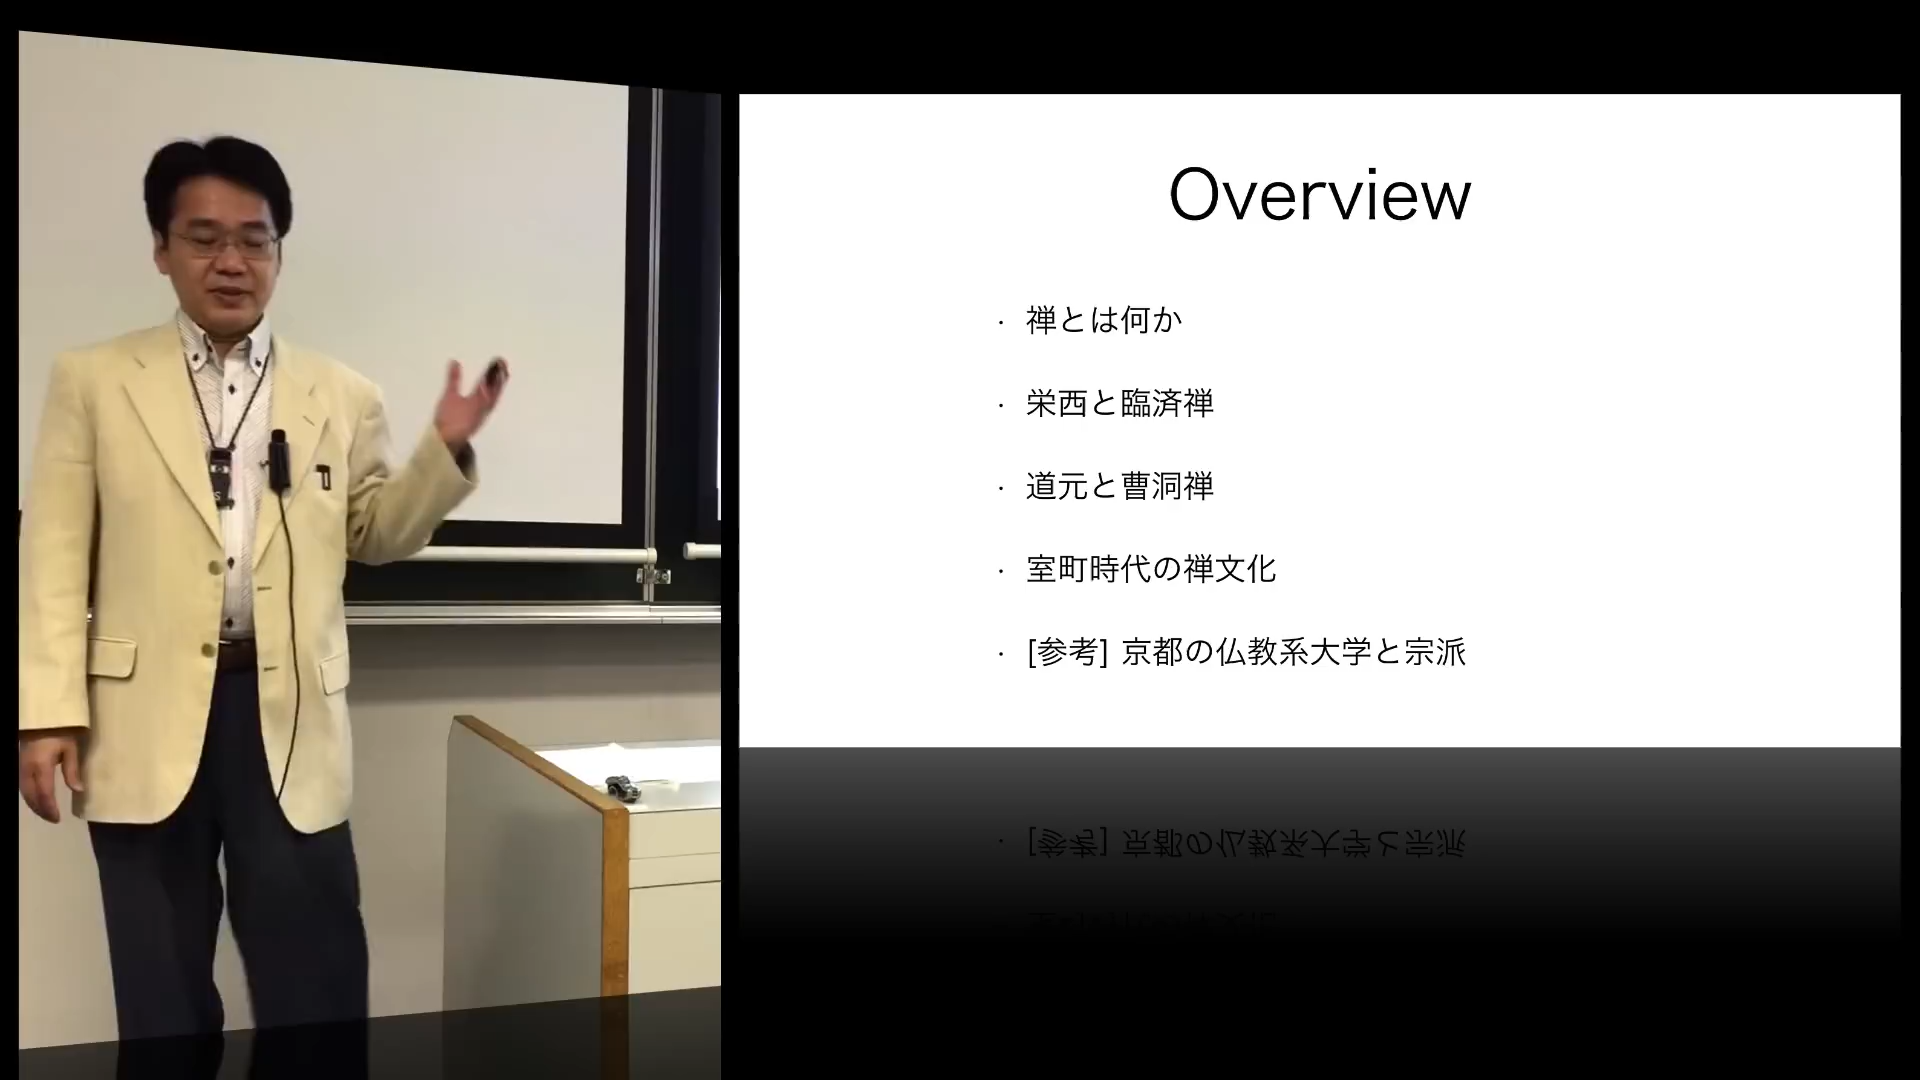 Overview
・ 禅とは何か
・ 栄西と臨済禅
・ 道元と曹洞禅
・ 室町時代の禅文化
・ [参考] 京都の仏教系大学と宗派